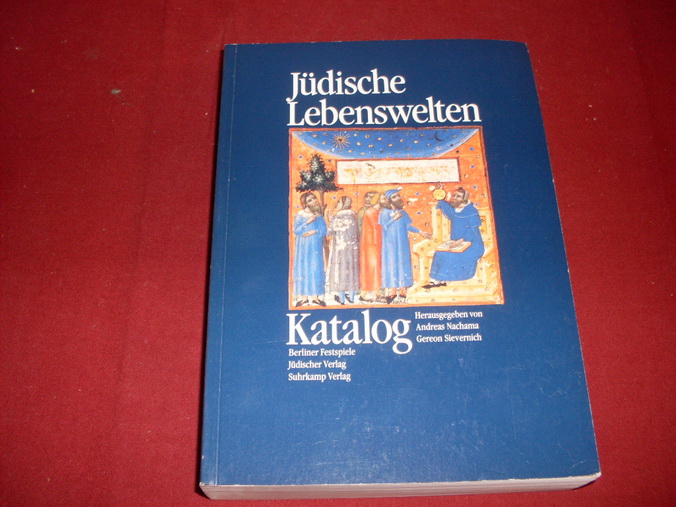 Jüdische
Lebenswelten
Katalog
Herausgegeben von
Andreas Nachama
Gereon Sievernich
Berliner Festspiele
Jüdischer Verlag
Suhrkamp Verlag